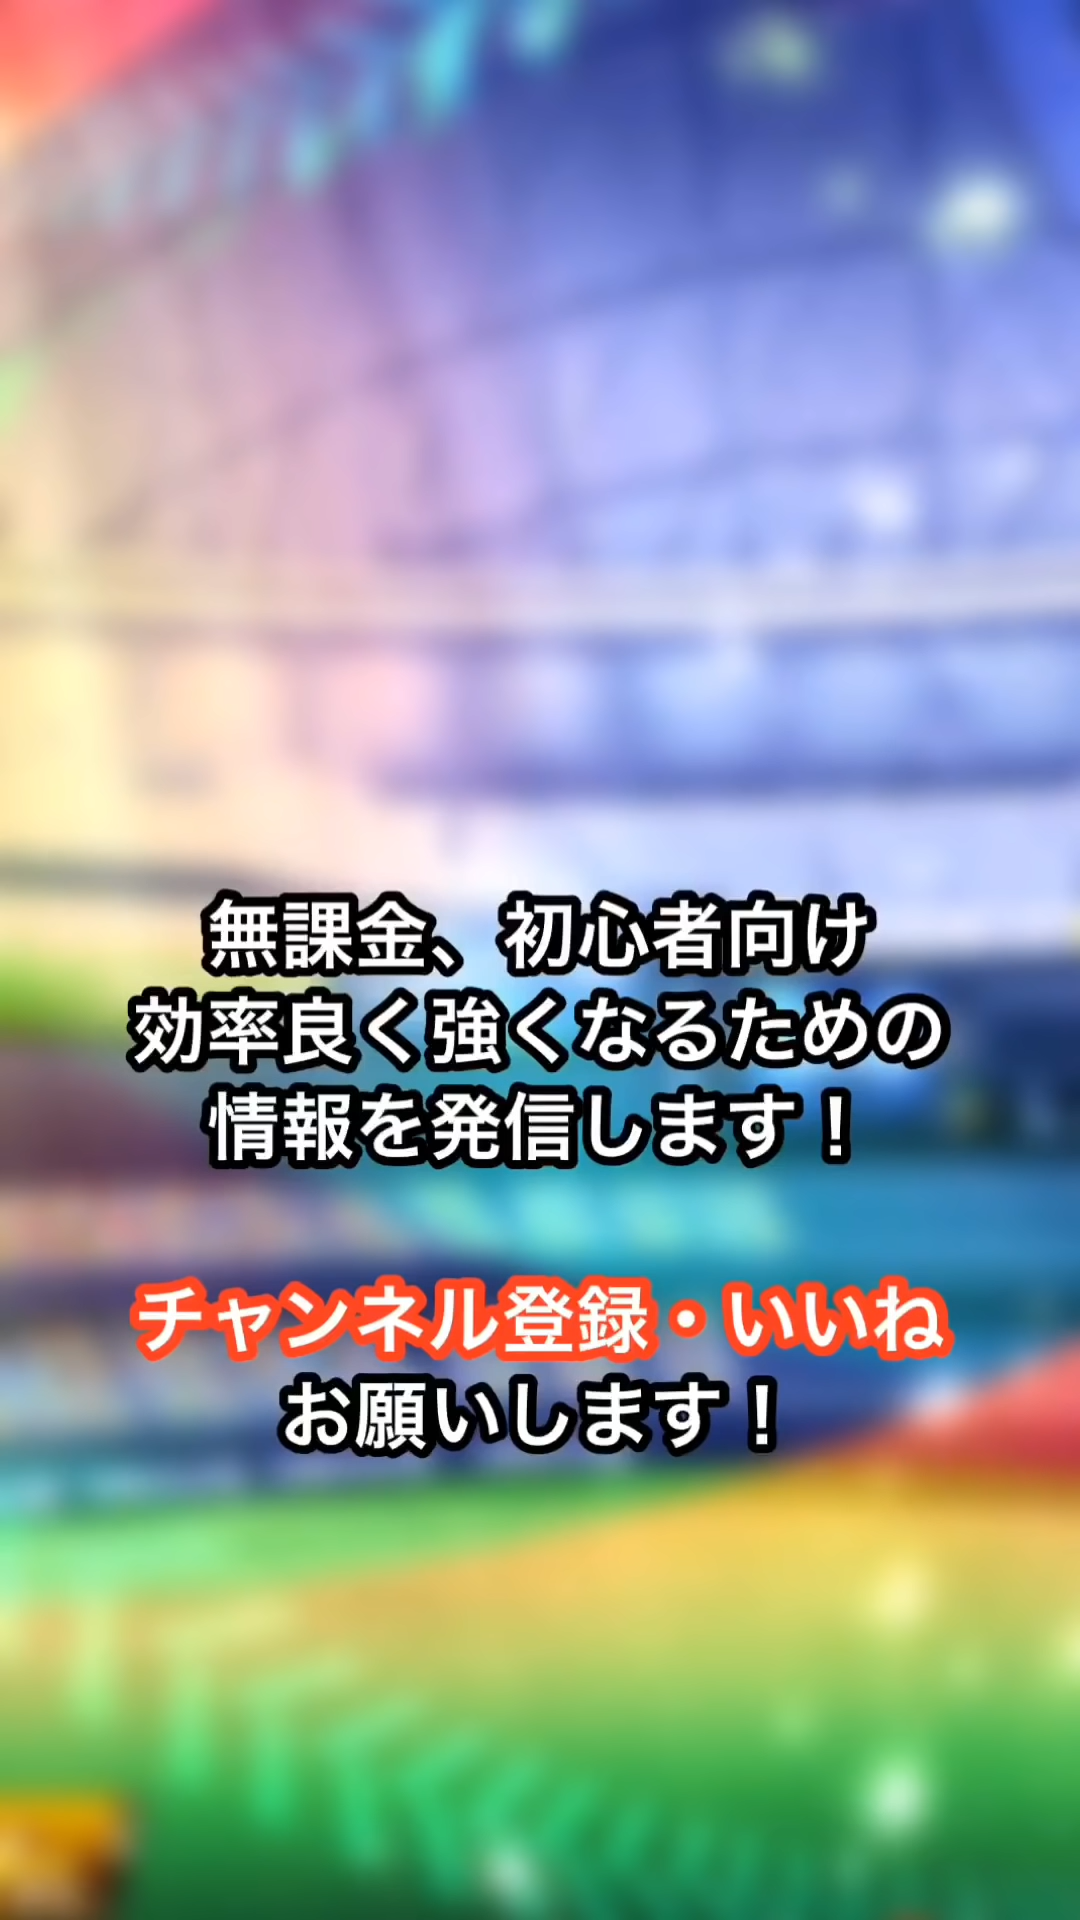 無課金、初心者向け
効率良く強くなるための
情報を発信します！
チャンネル登録・いいね
お願いします！